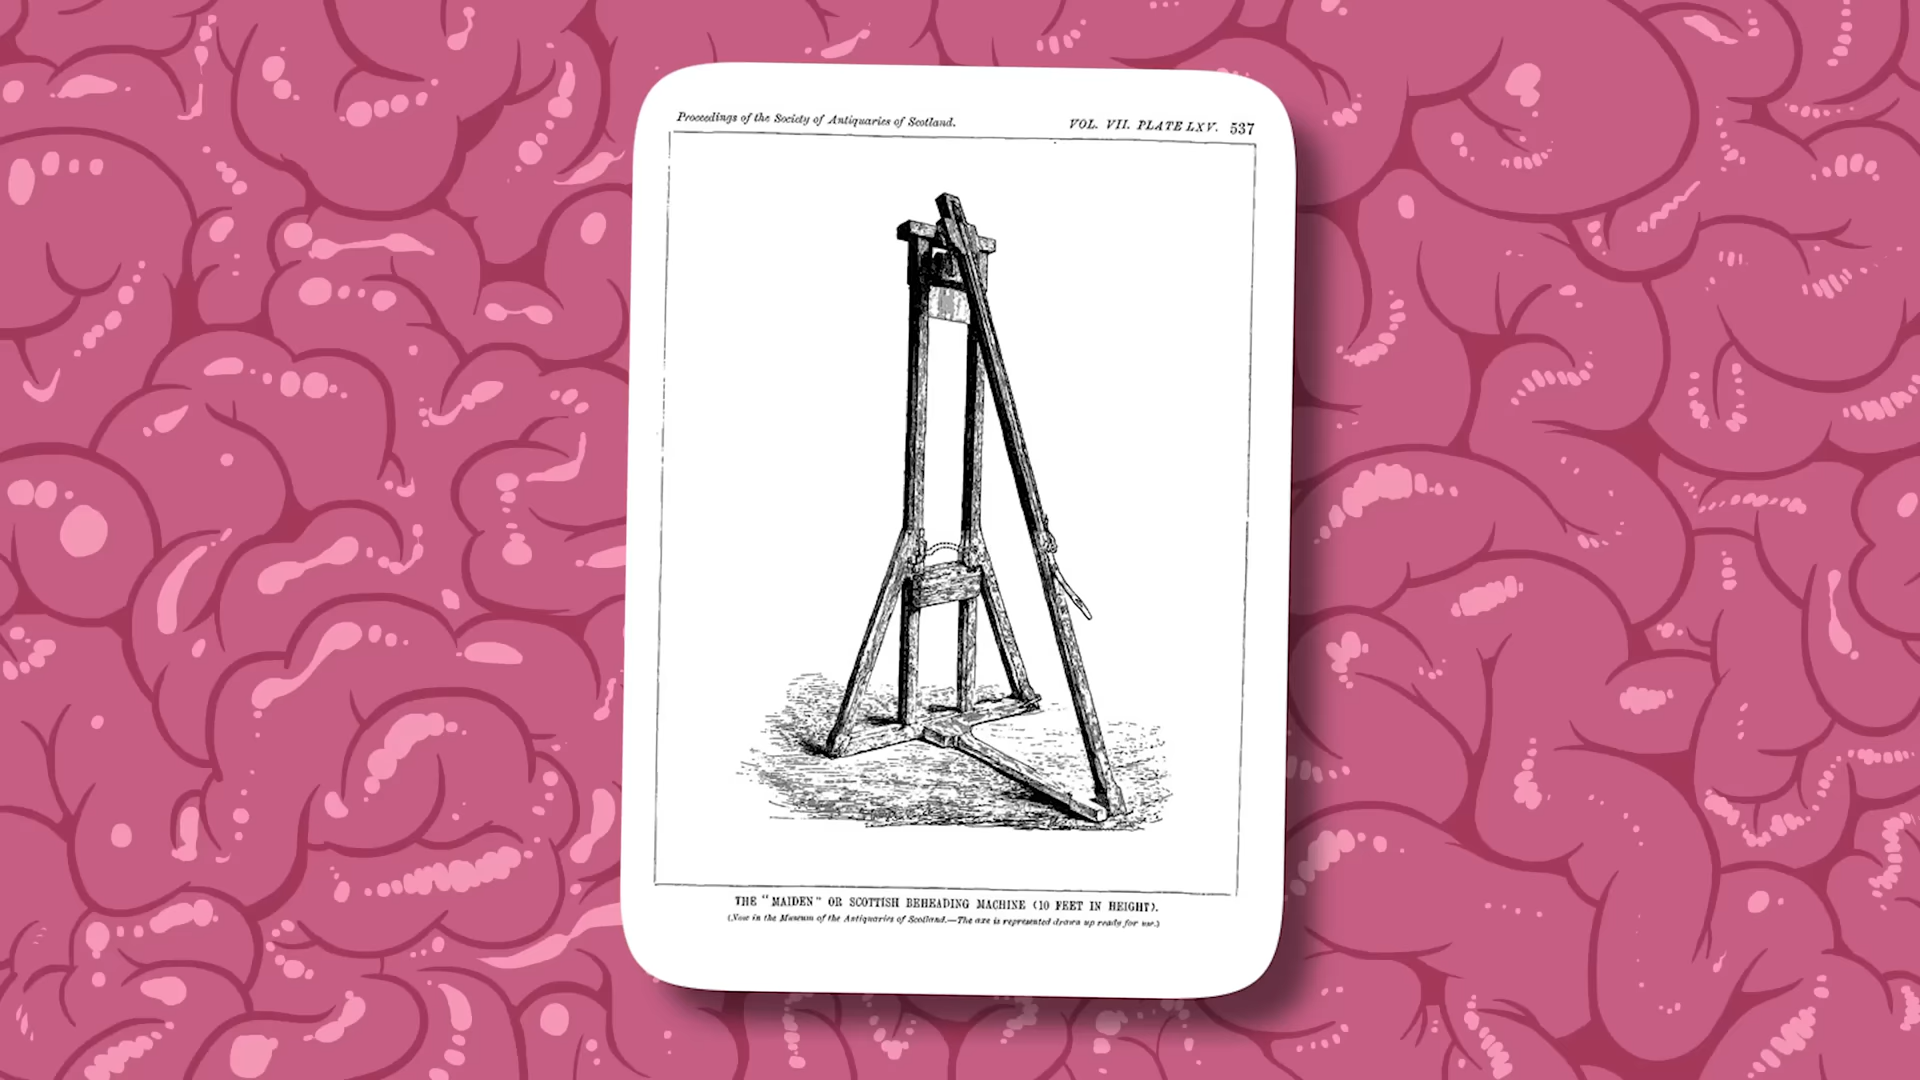 Proceedings of the Society of Antiquaries of Scotland.
VOL. VII. PLATE LXV. 537
THE "MAIDEN" OR SCOTTISH BEHEADING MACHINE (10 FEET IN HEIGHT).
(Now in the Museum of the Antiquaries of Scotland.—The axe is represented drawn up ready for use.)